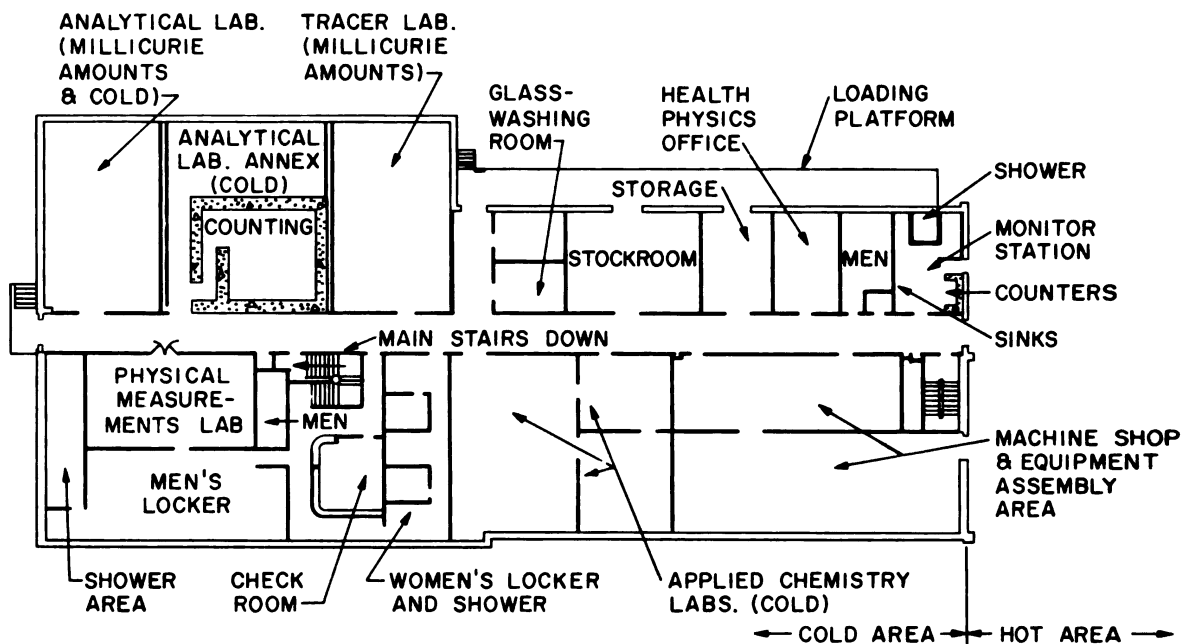 ANALYTICAL LAB.
(MILLICURIE
AMOUNTS
& COLD)
TRACER LAB.
(MILLICURIE
AMOUNTS)
GLASS-
WASHING
ROOM
HEALTH
PHYSICS
OFFICE
LOADING
PLATFORM
ANALYTICAL
LAB. ANNEX
(COLD)
COUNTING
STORAGE
SHOWER
STOCKROOM
MEN
MONITOR
STATION
COUNTERS
SINKS
MAIN STAIRS DOWN
PHYSICAL
MEASURE-
MENTS LAB
MEN
MEN'S
LOCKER
MACHINE SHOP
& EQUIPMENT
ASSEMBLY
AREA
SHOWER
AREA
CHECK
ROOM
WOMEN'S LOCKER
AND SHOWER
APPLIED CHEMISTRY
LABS. (COLD)
COLD AREA
HOT AREA